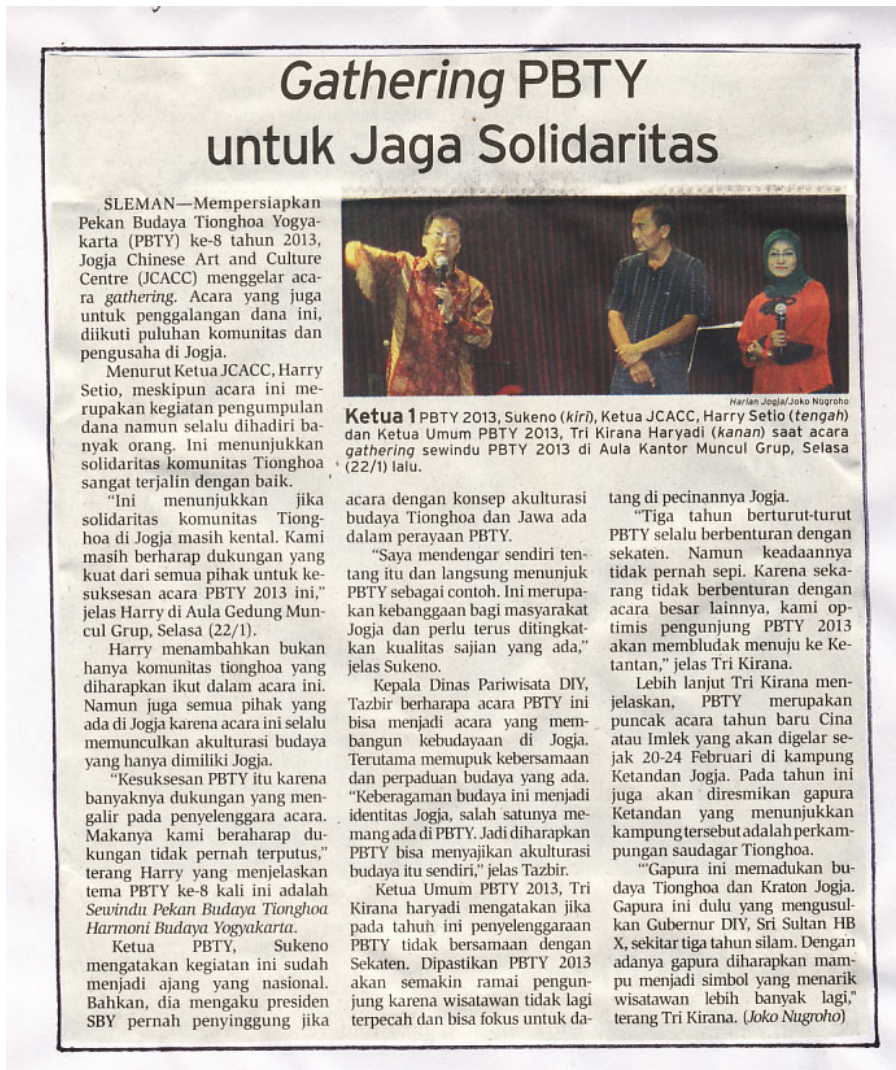 Gathering PBTY
untuk Jaga Solidaritas
SLEMAN—Mempersiapkan
Pekan Budaya Tionghoa Yogya-
karta (PBTY) ke-8 tahun 2013,
Jogja Chinese Art and Culture
Centre (JCACC) menggelar aca-
ra gathering. Acara yang juga
untuk penggalangan dana ini,
diikuti puluhan komunitas dan
pengusaha di Jogja.
Menurut Ketua JCACC, Harry
Setio, meskipun acara ini me-
rupakan kegiatan pengumpulan
dana namun selalu dihadiri ba-
nyak orang. Ini menunjukkan
solidaritas komunitas Tionghoa
sangat terjalin dengan baik.
"Ini menunjukkan jika
solidaritas komunitas Tiong-
hoa di Jogja masih kental. Kami
masih berharap dukungan yang
kuat dari semua pihak untuk ke-
suksesan acara PBTY 2013 ini,"
jelas Harry di Aula Gedung Mun-
cul Grup, Selasa (22/1).
Harry menambahkan bukan
hanya komunitas tionghoa yang
diharapkan ikut dalam acara ini.
Namun juga semua pihak yang
ada di Jogja karena acara ini selalu
memunculkan akulturasi budaya
yang hanya dimiliki Jogja.
"Kesuksesan PBTY itu karena
banyaknya dukungan yang men-
galir pada penyelenggara acara.
Makanya kami beraharap du-
kungan tidak pernah terputus,"
terang Harry yang menjelaskan
tema PBTY ke-8 kali ini adalah
Sewindu Pekan Budaya Tionghoa
Harmoni Budaya Yogyakarta.
Ketua PBTY, Sukeno
mengatakan kegiatan ini sudah
menjadi ajang yang nasional.
Bahkan, dia mengaku presiden
SBY pernah penyinggung jika
Harian Jogja/Joko Nugroho
Ketua 1 PBTY 2013, Sukeno (kiri), Ketua JCACC, Harry Setio (tengah)
dan Ketua Umum PBTY 2013, Tri Kirana Haryadi (kanan) saat acara
gathering sewindu PBTY 2013 di Aula Kantor Muncul Grup, Selasa
(22/1) lalu.
acara dengan konsep akulturasi
budaya Tionghoa dan Jawa ada
dalam perayaan PBTY.
"Saya mendengar sendiri ten-
tang itu dan langsung menunjuk
PBTY sebagai contoh. Ini merupa-
kan kebanggaan bagi masyarakat
Jogja dan perlu terus ditingkat-
kan kualitas sajian yang ada,"
jelas Sukeno.
Kepala Dinas Pariwisata DIY,
Tazbir berharapa acara PBTY ini
bisa menjadi acara yang mem-
bangun kebudayaan di Jogja.
Terutama memupuk kebersamaan
dan perpaduan budaya yang ada.
"Keberagaman budaya ini menjadi
identitas Jogja, salah satunya me-
mang ada di PBTY. Jadi diharapkan
PBTY bisa menyajikan akulturasi
budaya itu sendiri," jelas Tazbir.
Ketua Umum PBTY 2013, Tri
Kirana haryadi mengatakan jika
pada tahun ini penyelenggaraan
PBTY tidak bersamaan dengan
Sekaten. Dipastikan PBTY 2013
akan semakin ramai pengun-
jung karena wisatawan tidak lagi
terpecah dan bisa fokus untuk da-
tang di pecinannya Jogja.
"Tiga tahun berturut-turut
PBTY selalu berbenturan dengan
sekaten. Namun keadaannya
tidak pernah sepi. Karena seka-
rang tidak berbenturan dengan
acara besar lainnya, kami op-
timis pengunjung PBTY 2013
akan membludak menuju ke Ke-
tantan," jelas Tri Kirana.
Lebih lanjut Tri Kirana men-
jelaskan, PBTY merupakan
puncak acara tahun baru Cina
atau Imlek yang akan digelar se-
jak 20-24 Februari di kampung
Ketandan Jogja. Pada tahun ini
juga akan diresmikan gapura
Ketandan yang menunjukkan
kampung tersebut adalah perkam-
pungan saudagar Tionghoa.
"'Gapura ini memadukan bu-
daya Tionghoa dan Kraton Jogja.
Gapura ini dulu yang mengusul-
kan Gubernur DIY, Sri Sultan HB
X, sekitar tiga tahun silam. Dengan
adanya gapura diharapkan mam-
pu menjadi simbol yang menarik
wisatawan lebih banyak lagi,"
terang Tri Kirana. (Joko Nugroho)